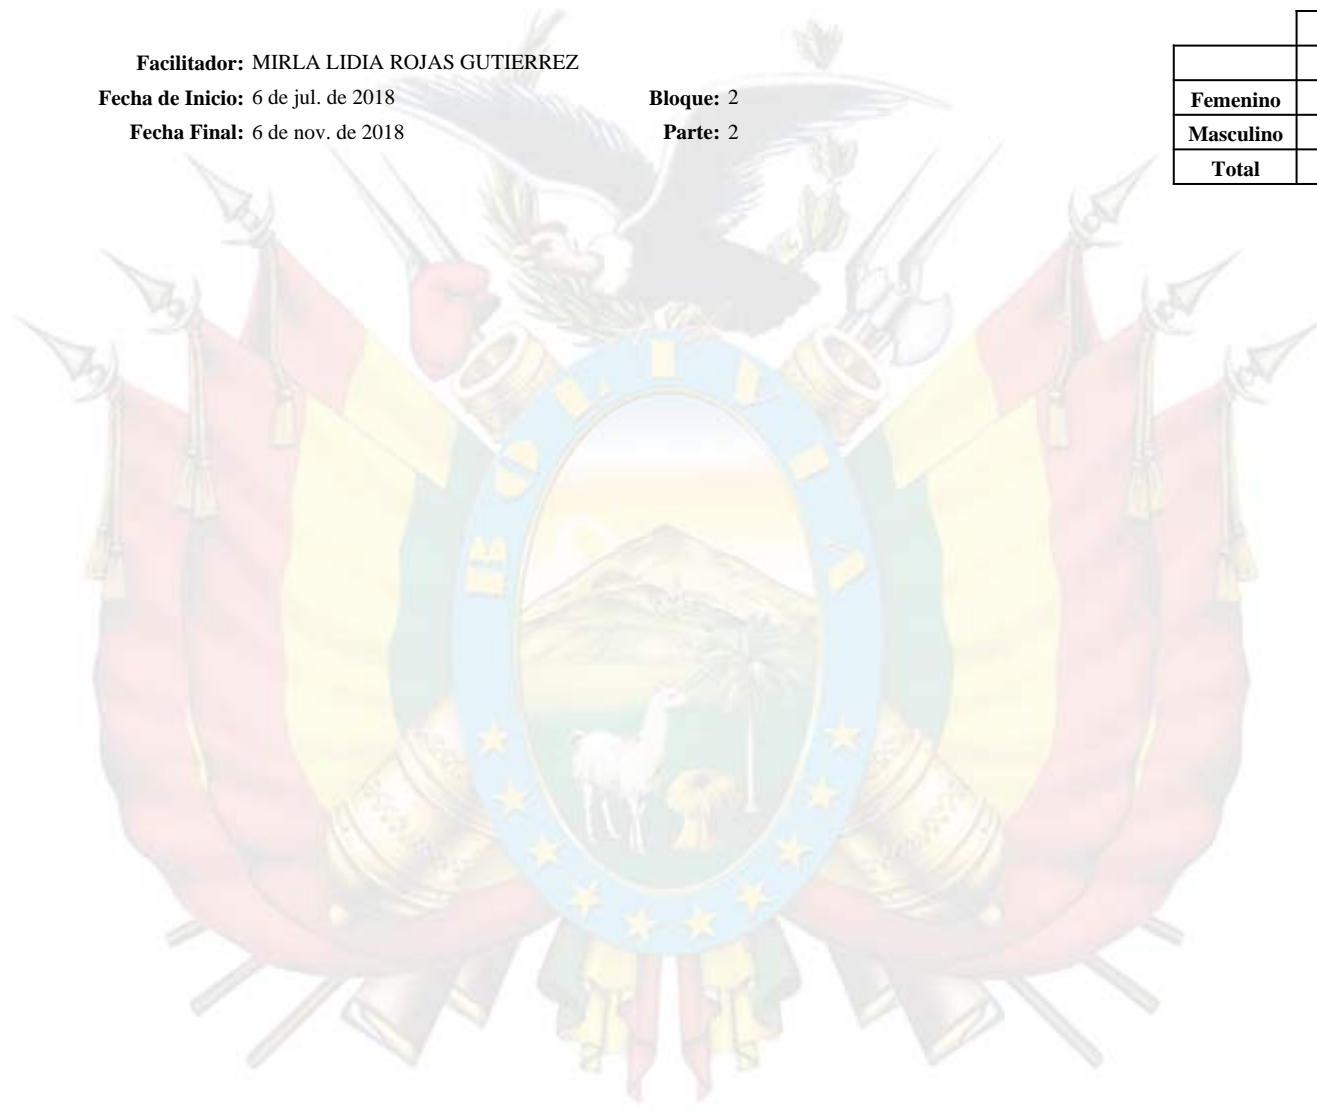 Facilitador: MIRLA LIDIA ROJAS GUTIERREZ
Fecha de Inicio: 6 de jul. de 2018 Bloque: 2
Fecha Final: 6 de nov. de 2018 Parte: 2
Femenino
Masculino
Total
BOLIVIA